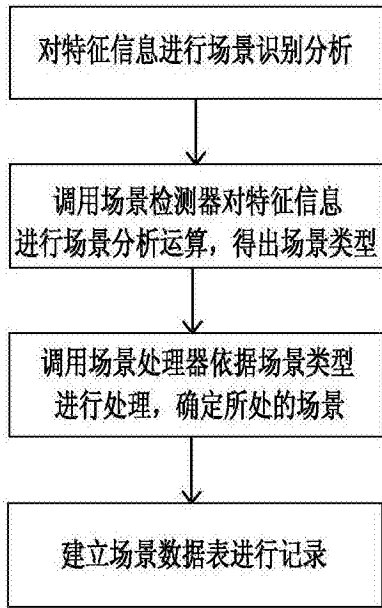 对特征信息进行场景识别分析
调用场景检测器对特征信息
进行场景分析运算，得出场景类型
调用场景处理器依据场景类型
进行处理，确定所处的场景
建立场景数据表进行记录